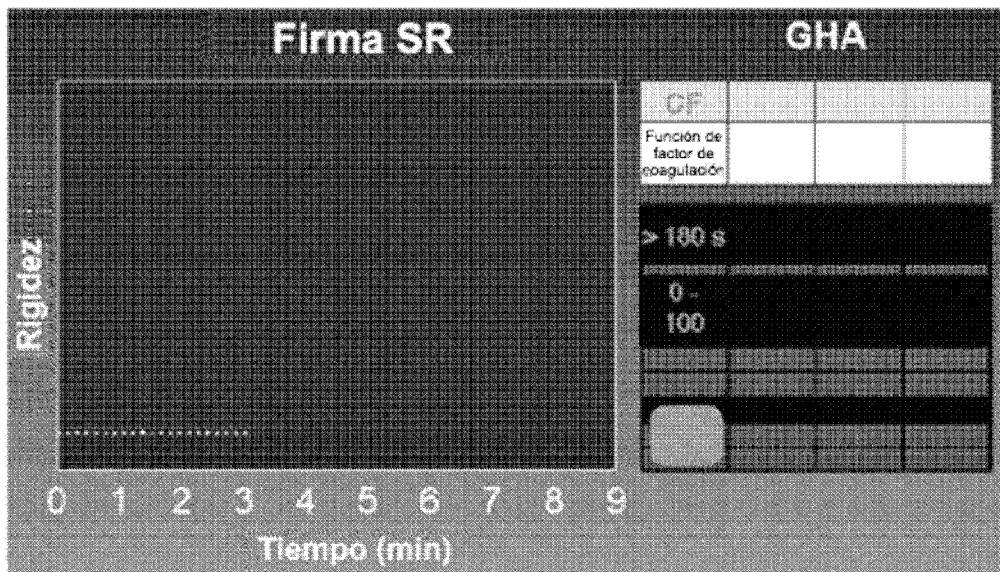 Firma SR
GHA
CF
Función de
factor de
coagulación
> 180 s
0 -
100
Rigidez
0 1 2 3 4 5 6 7 8 9
Tiempo (min)